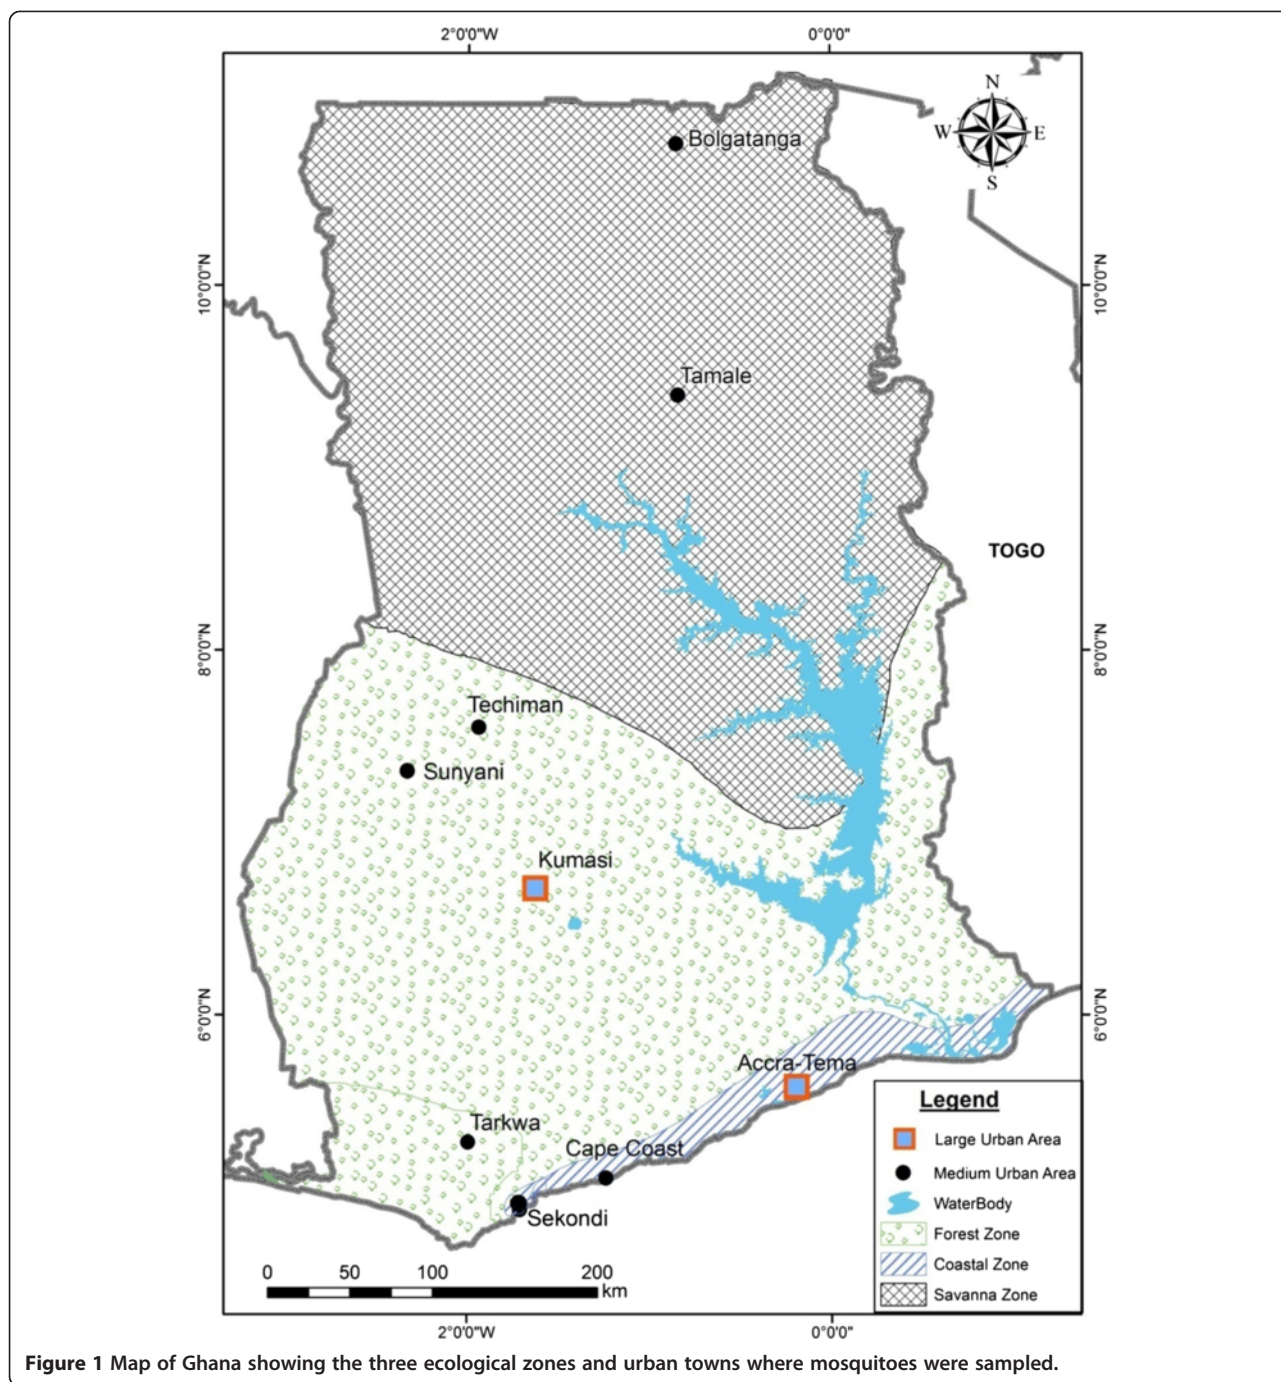 2°0'0"W 0°0'0"
N
W E
S
Bolgatanga
10°0'0"N 10°0'0"N
Tamale
TOGO
8°0'0"N 8°0'0"N
Techiman
Sunyani
Kumasi
6°0'0"N 6°0'0"N
Accra-Tema
Tarkwa
Cape Coast
Sekondi
Legend
Large Urban Area
Medium Urban Area
WaterBody
Forest Zone
Coastal Zone
Savanna Zone
0 50 100 200
km
2°0'0"W 0°0'0"
Figure 1 Map of Ghana showing the three ecological zones and urban towns where mosquitoes were sampled.